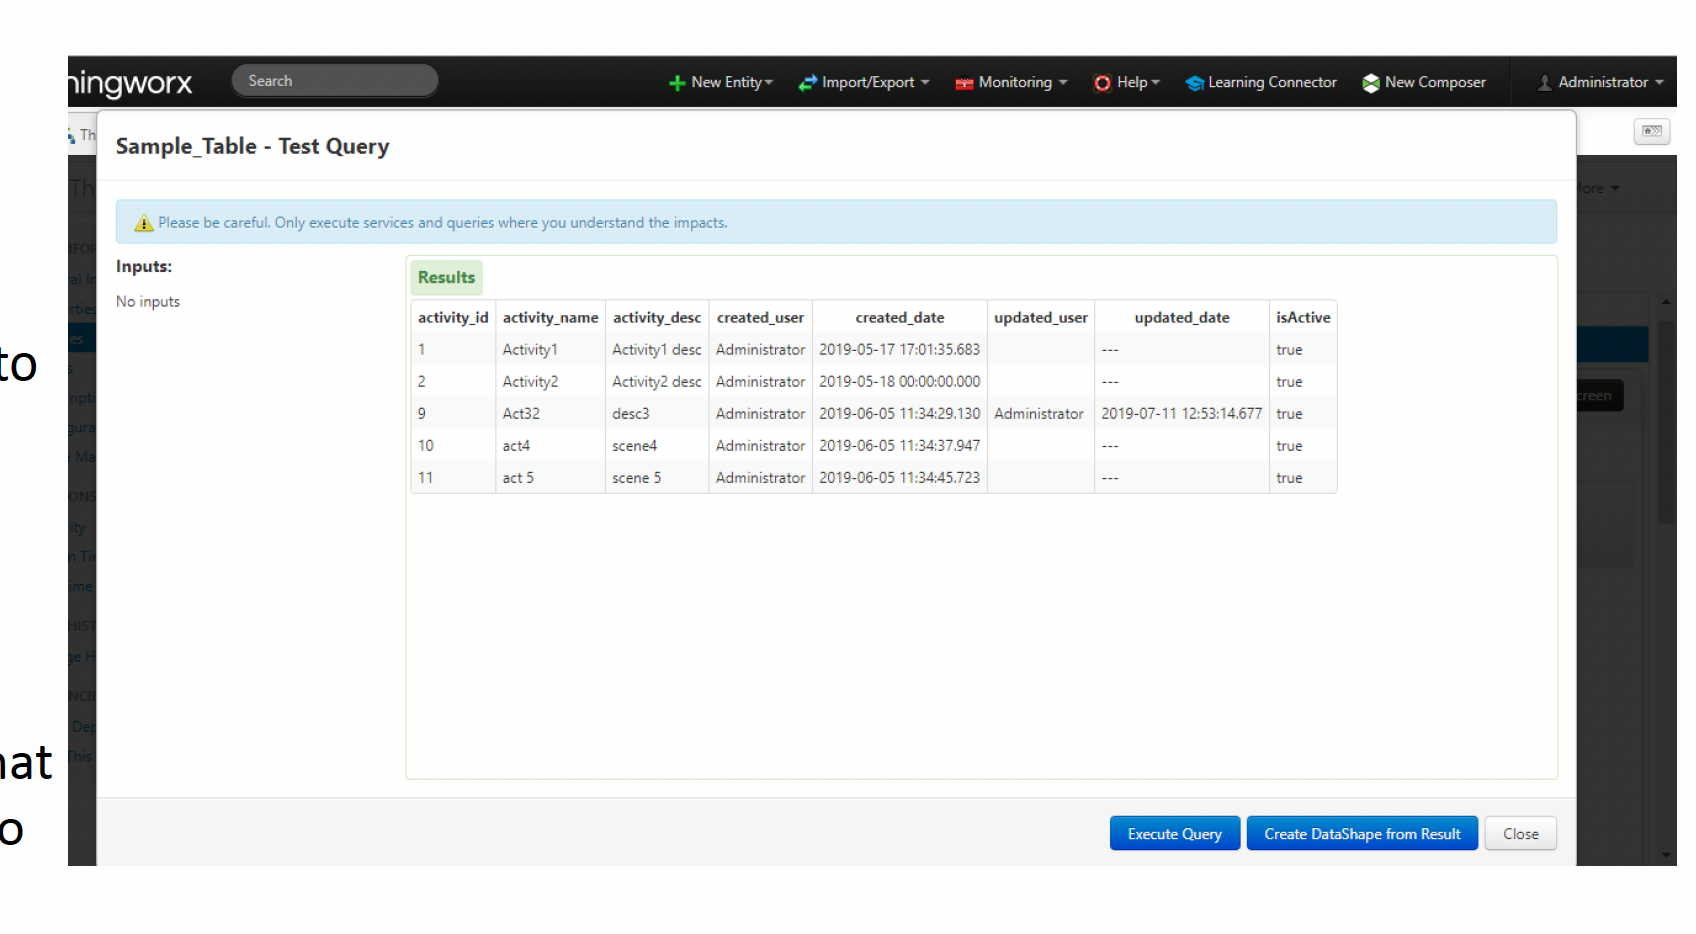 ningworx Search New Entity Import/Export Monitoring Help Learning Connector New Composer Administrator
Th
Sample_Table - Test Query
Th ore
Please be careful. Only execute services and queries where you understand the impacts.
Inputs:
No inputs
Results
activity_id activity_name activity_desc created_user created_date updated_user updated_date isActive
1 Activity1 Activity1 desc Administrator 2019-05-17 17:01:35.683 --- true
2 Activity2 Activity2 desc Administrator 2019-05-18 00:00:00.000 --- true
9 Act32 desc3 Administrator 2019-06-05 11:34:29.130 Administrator 2019-07-11 12:53:14.677 true
10 act4 scene4 Administrator 2019-06-05 11:34:37.947 --- true
11 act 5 scene 5 Administrator 2019-06-05 11:34:45.723 --- true
to
creen
hat
o
Execute Query Create DataShape from Result Close